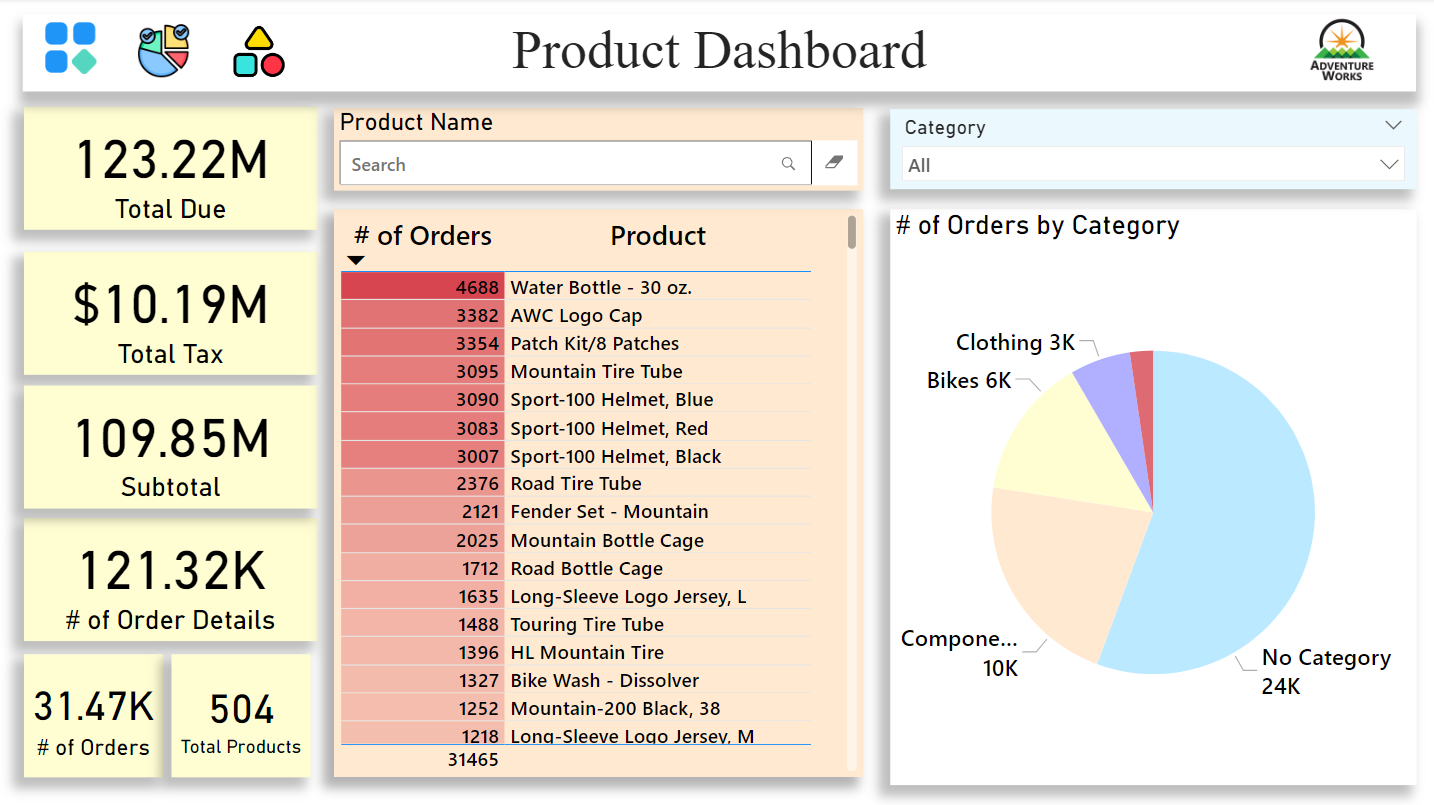 Product Dashboard
ADVENTURE
WORKS
123.22M
Total Due
$10.19M
Total Tax
109.85M
Subtotal
121.32K
# of Order Details
31.47K
# of Orders
504
Total Products
Product Name
Search
# of Orders Product
4688 Water Bottle - 30 oz.
3382 AWC Logo Cap
3354 Patch Kit/8 Patches
3095 Mountain Tire Tube
3090 Sport-100 Helmet, Blue
3083 Sport-100 Helmet, Red
3007 Sport-100 Helmet, Black
2376 Road Tire Tube
2121 Fender Set - Mountain
2025 Mountain Bottle Cage
1712 Road Bottle Cage
1635 Long-Sleeve Logo Jersey, L
1488 Touring Tire Tube
1396 HL Mountain Tire
1327 Bike Wash - Dissolver
1252 Mountain-200 Black, 38
1218 Long-Sleeve Logo Jersey, M
31465
Category
All
# of Orders by Category
Clothing 3K
Bikes 6K
Compone...
10K
No Category
24K